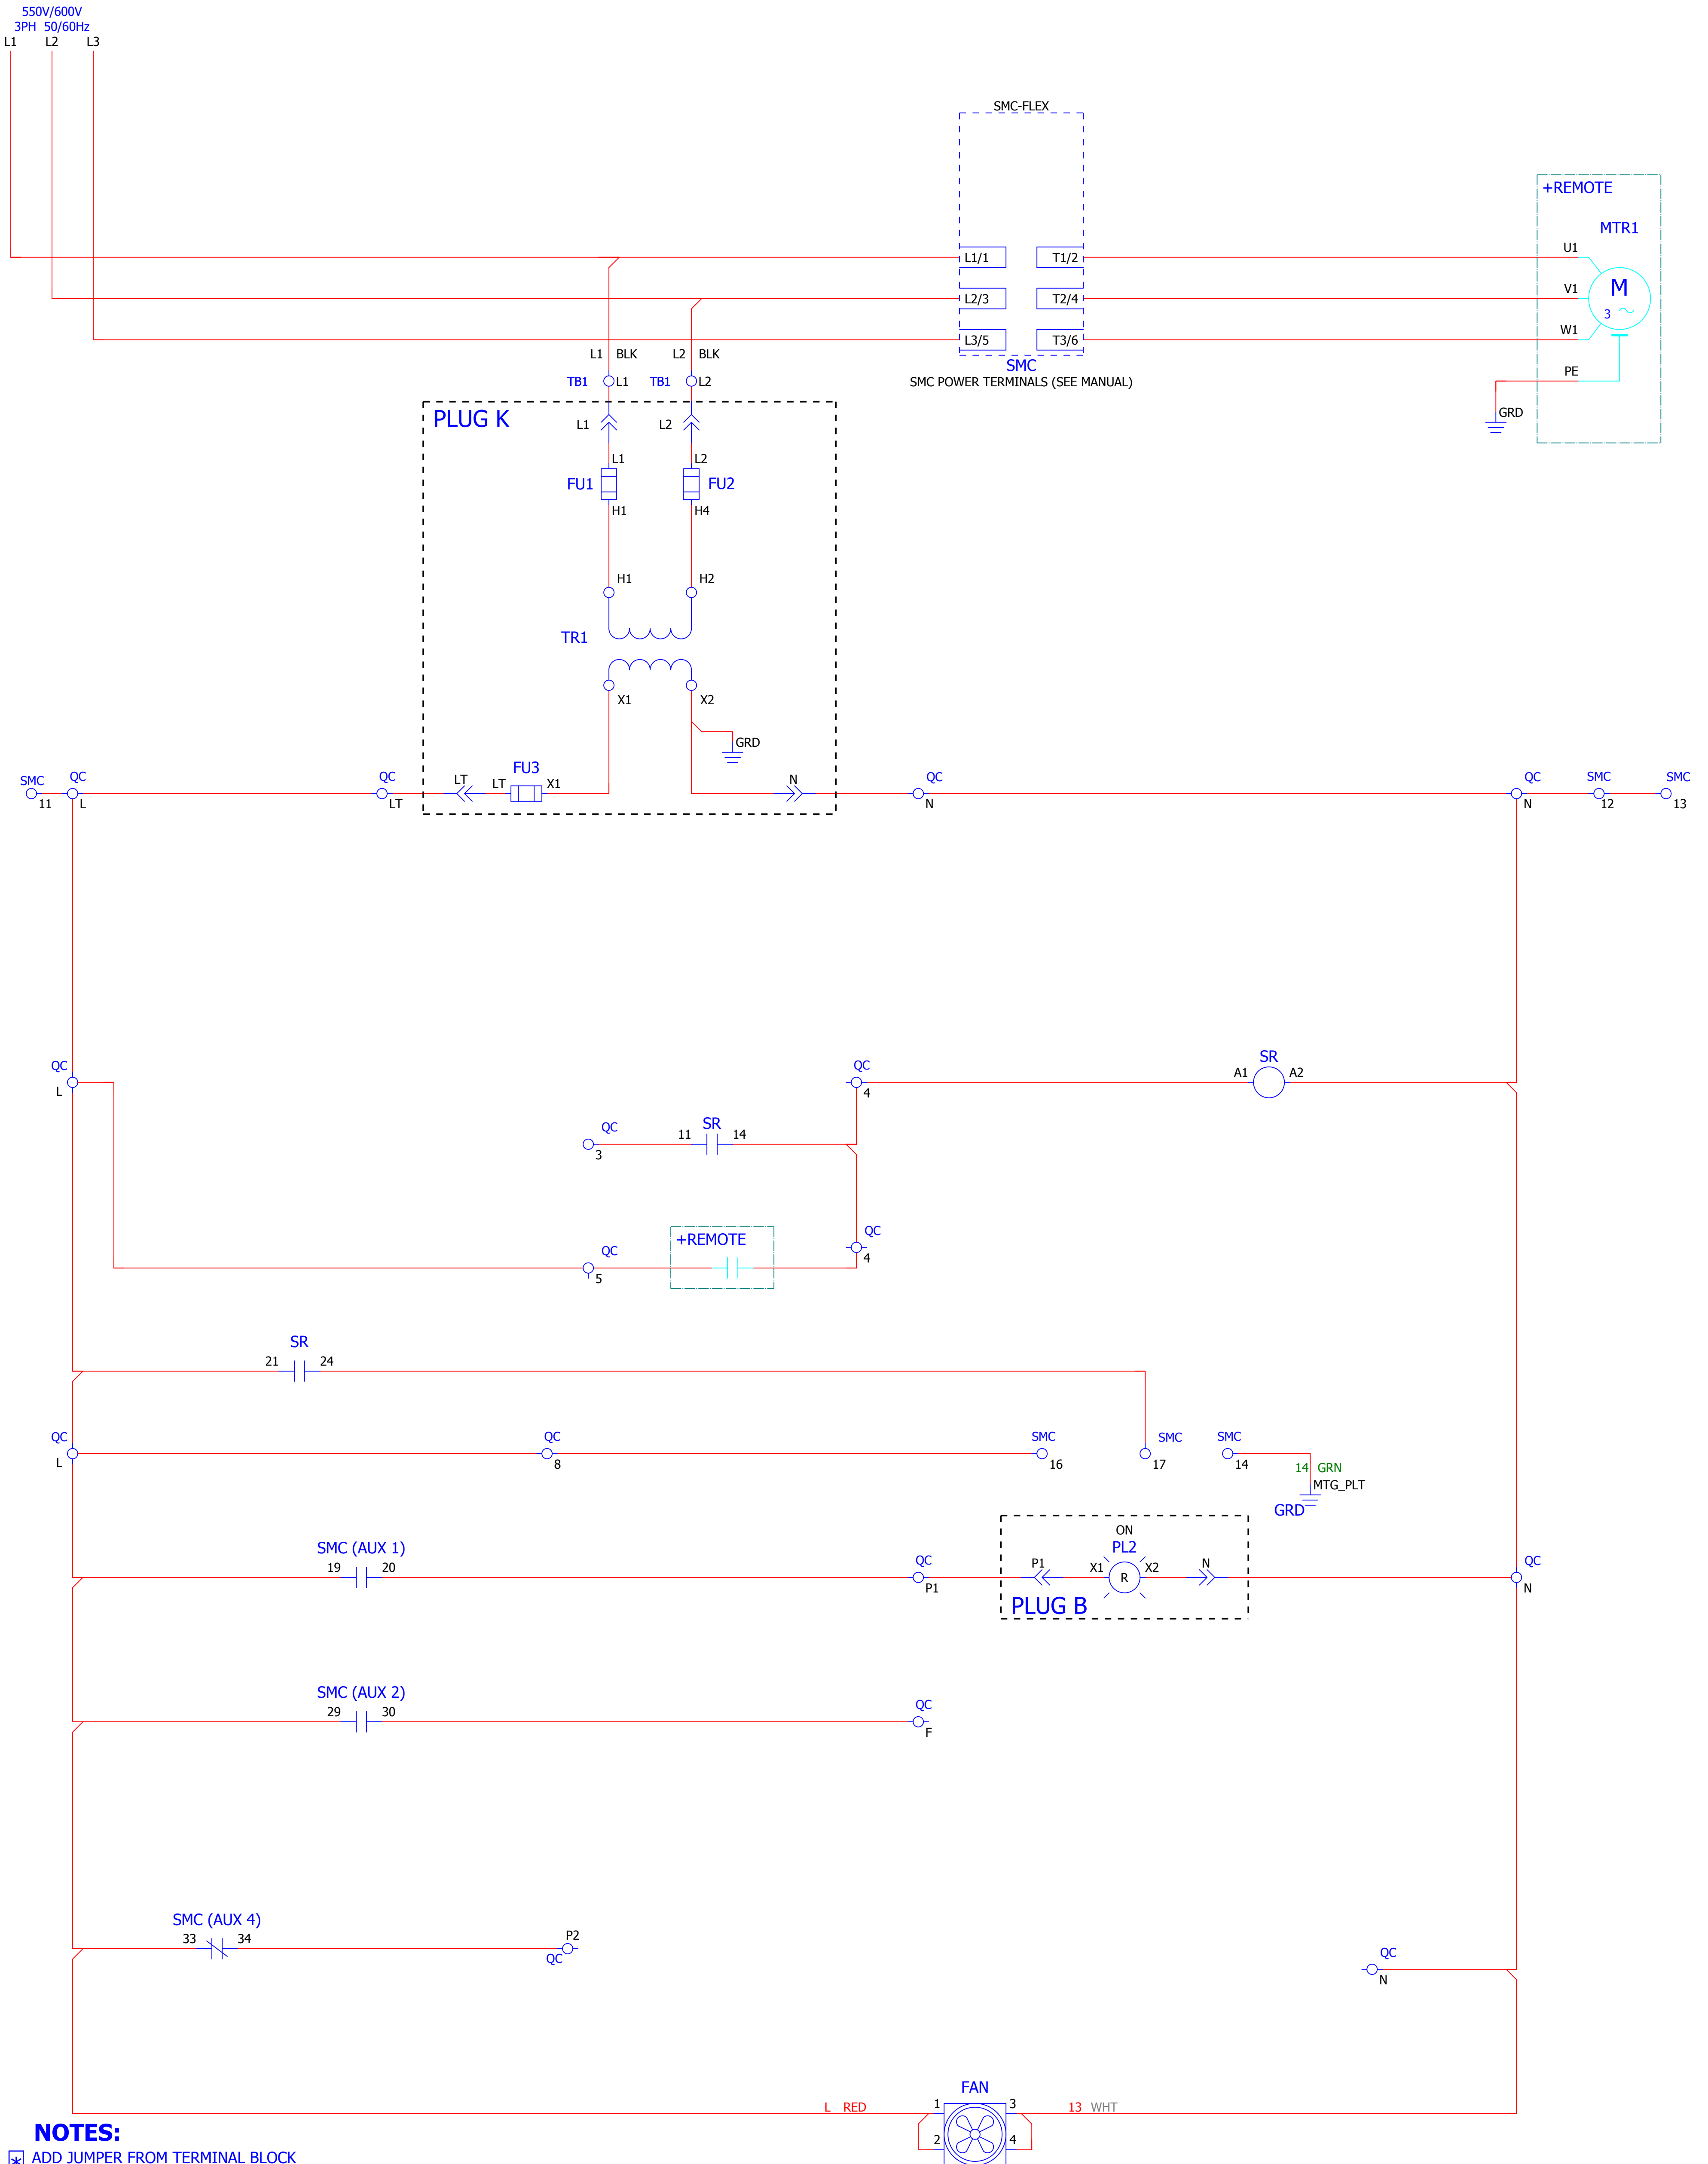 550V/600V
3PH 50/60Hz
L1 L2 L3
SMC-FLEX
+REMOTE
MTR1
U1
L1/1 T1/2
V1
M
3
L2/3 T2/4
W1
L3/5 T3/6
L1 BLK L2 BLK
SMC
PE
TB1 L1 TB1 L2
SMC POWER TERMINALS (SEE MANUAL)
PLUG K
GRD
L1 L2
L1 L2
FU1 FU2
H1 H4
H1 H2
TR1
X1 X2
GRD
FU3
SMC QC QC LT LT X1 N QC QC SMC SMC
11 L LT N N 12 13
SR
QC QC A1 A2
L 4
SR
QC 11 14
3
QC
+REMOTE
QC 4
5
SR
21 24
QC QC SMC SMC SMC
L 8 16 17 14
14 GRN
MTG_PLT
GRD
ON
SMC (AUX 1) PL2
19 20 QC P1 X1 R X2 N QC
P1 N
PLUG B
SMC (AUX 2)
29 30 QC
F
SMC (AUX 4)
33 34 P2
QC QC
N
FAN
L RED 1 3 13 WHT
2 4
NOTES:
* ADD JUMPER FROM TERMINAL BLOCK